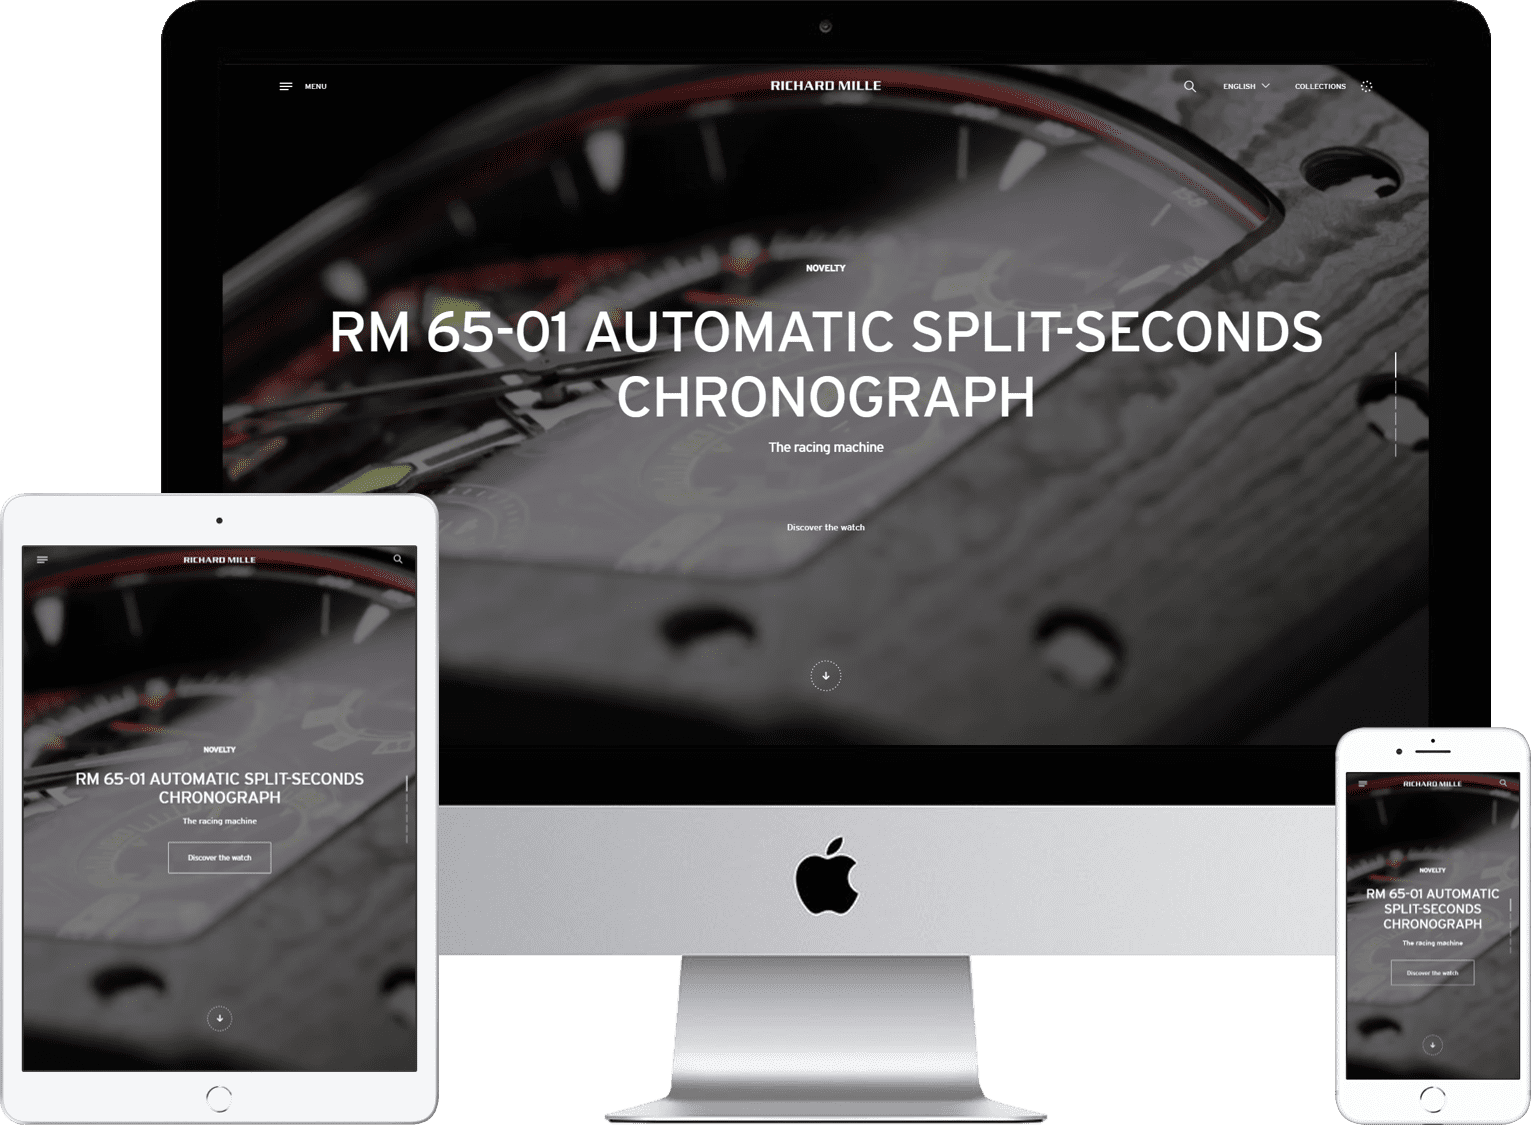 MENU
RICHARD MILLE
ENGLISH
COLLECTIONS
58
144
NOVELTY
RM 65-01 AUTOMATIC SPLIT-SECONDS
CHRONOGRAPH
The racing machine
Discover the watch
RICHARD MILLE
NOVELTY
RM 65-01 AUTOMATIC SPLIT-SECONDS
CHRONOGRAPH
The racing machine
Discover the watch
RICHARD MILLE
NOVELTY
RM 65-01 AUTOMATIC
SPLIT-SECONDS
CHRONOGRAPH
The racing machine
Discover the watch